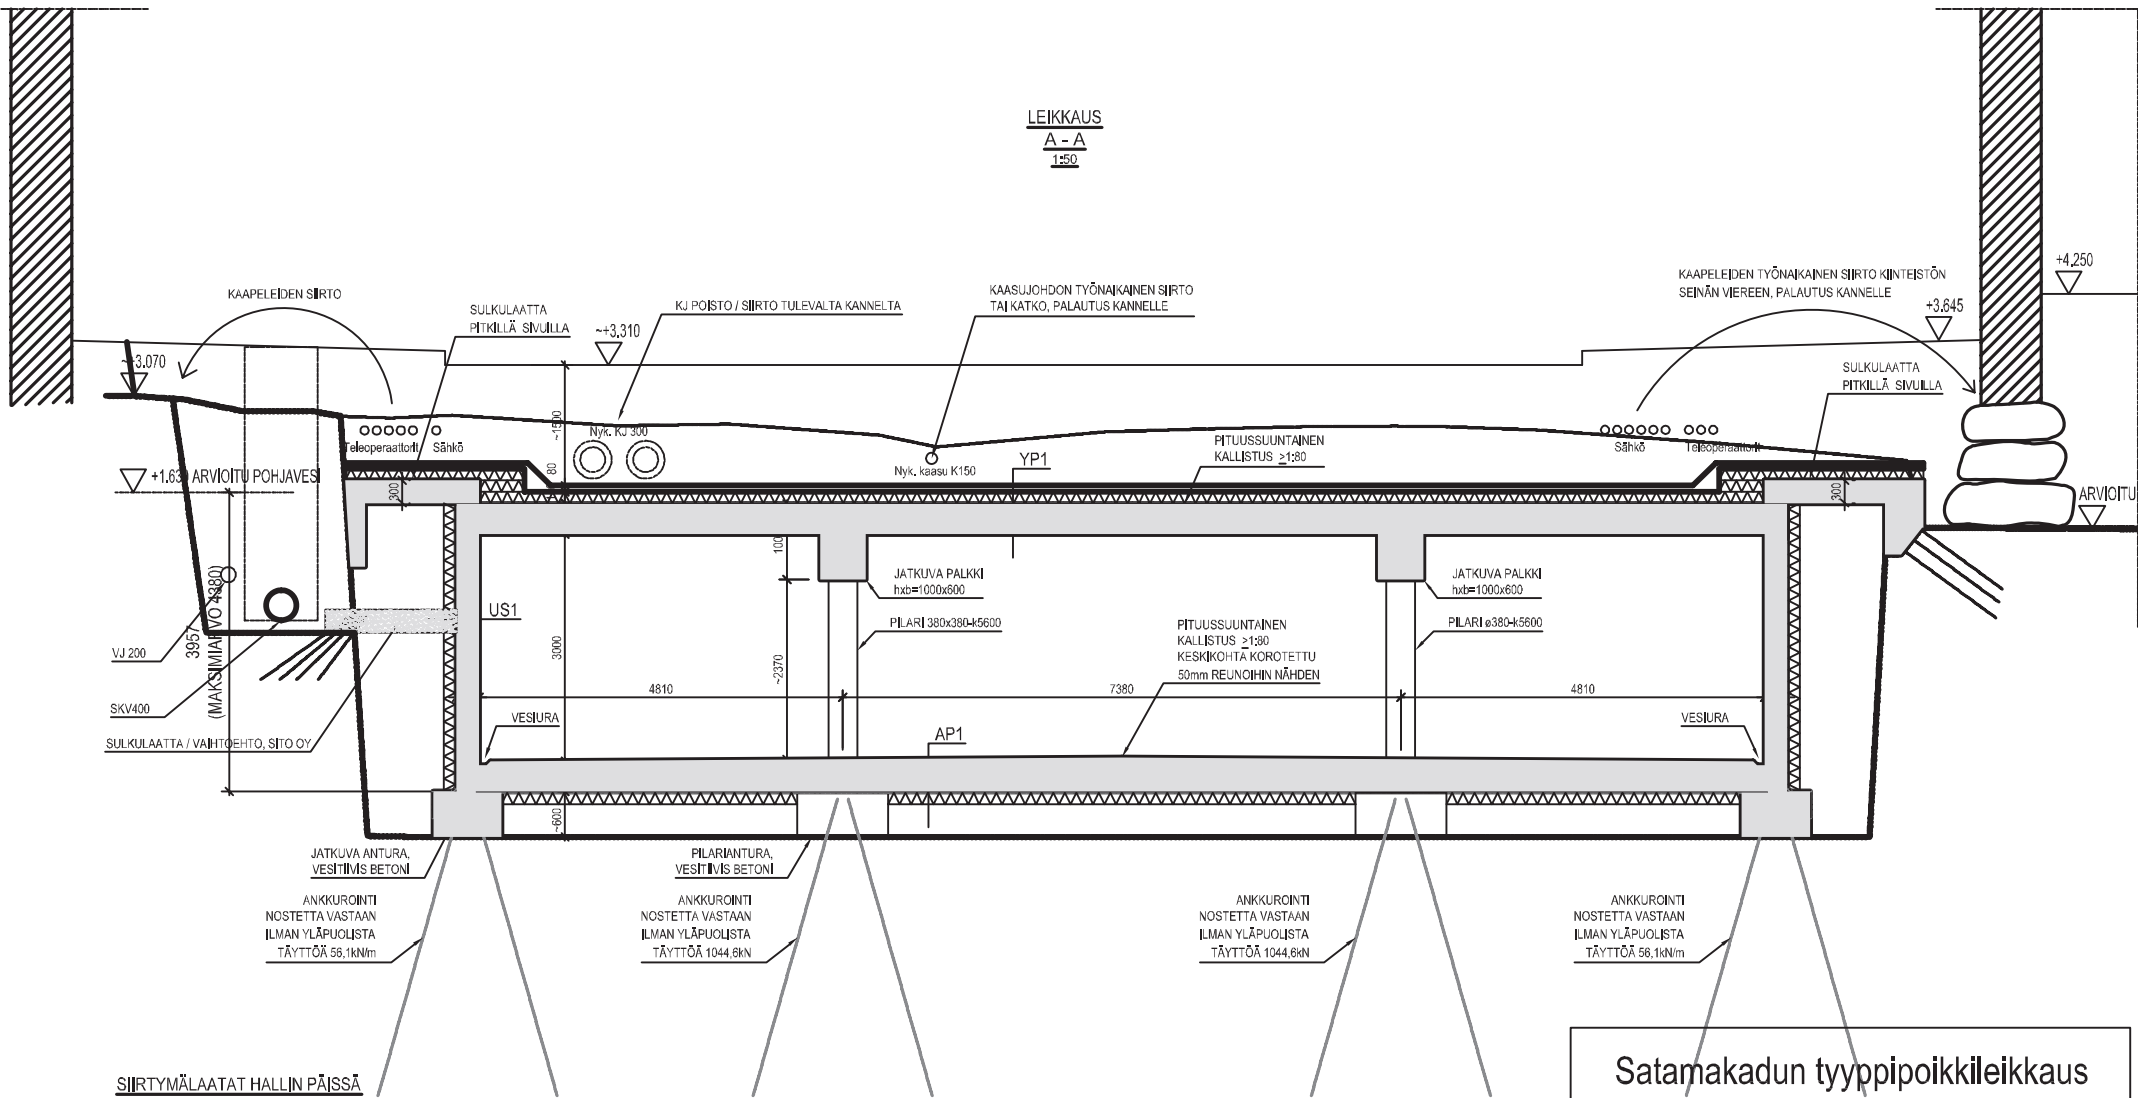 LEIKKAUS
A - A
1:50
KAAPELEIDEN SIIRTO
SULKULAATTA
PITKILLÄ SIVUILLA
~+3.310
KJ POISTO / SIIRTO TULEVALTA KANNELTA
KAASUJOHDON TYÖNAIKAINEN SIIRTO
TAI KATKO, PALAUTUS KANNELLE
KAAPELEIDEN TYÖNAIKAINEN SIIRTO KIINTEISTÖN
SEINÄN VIEREEN, PALAUTUS KANNELLE
+4.250
+3.645
~+3.070
SULKULAATTA
PITKILLÄ SIVUILLA
~1500
Nyk. KJ 300
Teleoperaattorit
Sähkö
Nyk. kaasu K150
YP1
PITUUSSUUNTAINEN
KALLISTUS ≥1:80
Sähkö
Teleoperaattorit
ARVIOITU POHJAVESI
80
300
300
ARVIOITU
100
JATKUVA PALKKI
hxb=1000x600
JATKUVA PALKKI
hxb=1000x600
US1
PILARI 380x380-k5600
PILARI ø380-k5600
PITUUSSUUNTAINEN
KALLISTUS ≥1:80
KESKIKOHTA KOROTETTU
50mm REUNOIHIN NÄHDEN
3957
(MAKSIMIARVO 4380)
3000
~2370
VJ 200
4810
7380
4810
SKV400
VESIURA
VESIURA
SULKULAATTA / VAIHTOEHTO, SITO OY
AP1
~600
JATKUVA ANTURA,
VESITIIVIS BETONI
PILARIANTURA,
VESITIIVIS BETONI
ANKKUROINTI
NOSTETTA VASTAAN
ILMAN YLÄPUOLISTA
TÄYTTÖÄ 56,1kN/m
ANKKUROINTI
NOSTETTA VASTAAN
ILMAN YLÄPUOLISTA
TÄYTTÖÄ 1044,6kN
ANKKUROINTI
NOSTETTA VASTAAN
ILMAN YLÄPUOLISTA
TÄYTTÖÄ 1044,6kN
ANKKUROINTI
NOSTETTA VASTAAN
ILMAN YLÄPUOLISTA
TÄYTTÖÄ 56,1kN/m
SIIRTYMÄLAATAT HALLIN PÄISSÄ
Satamakadun tyyppipoikkileikkaus